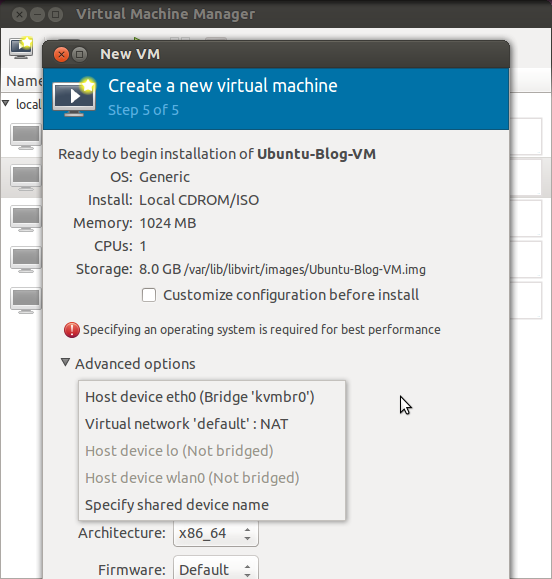 Virtual Machine Manager
New VM
Create a new virtual machine
Step 5 of 5
Name
local
Ready to begin installation of Ubuntu-Blog-VM
OS: Generic
Install: Local CDROM/ISO
Memory: 1024 MB
CPUs: 1
Storage: 8.0 GB /var/lib/libvirt/images/Ubuntu-Blog-VM.img
Customize configuration before install
Specifying an operating system is required for best performance
Advanced options
Host device eth0 (Bridge 'kvmbr0')
Virtual network 'default' : NAT
Host device lo (Not bridged)
Host device wlan0 (Not bridged)
Specify shared device name
Architecture: x86_64
Firmware: Default